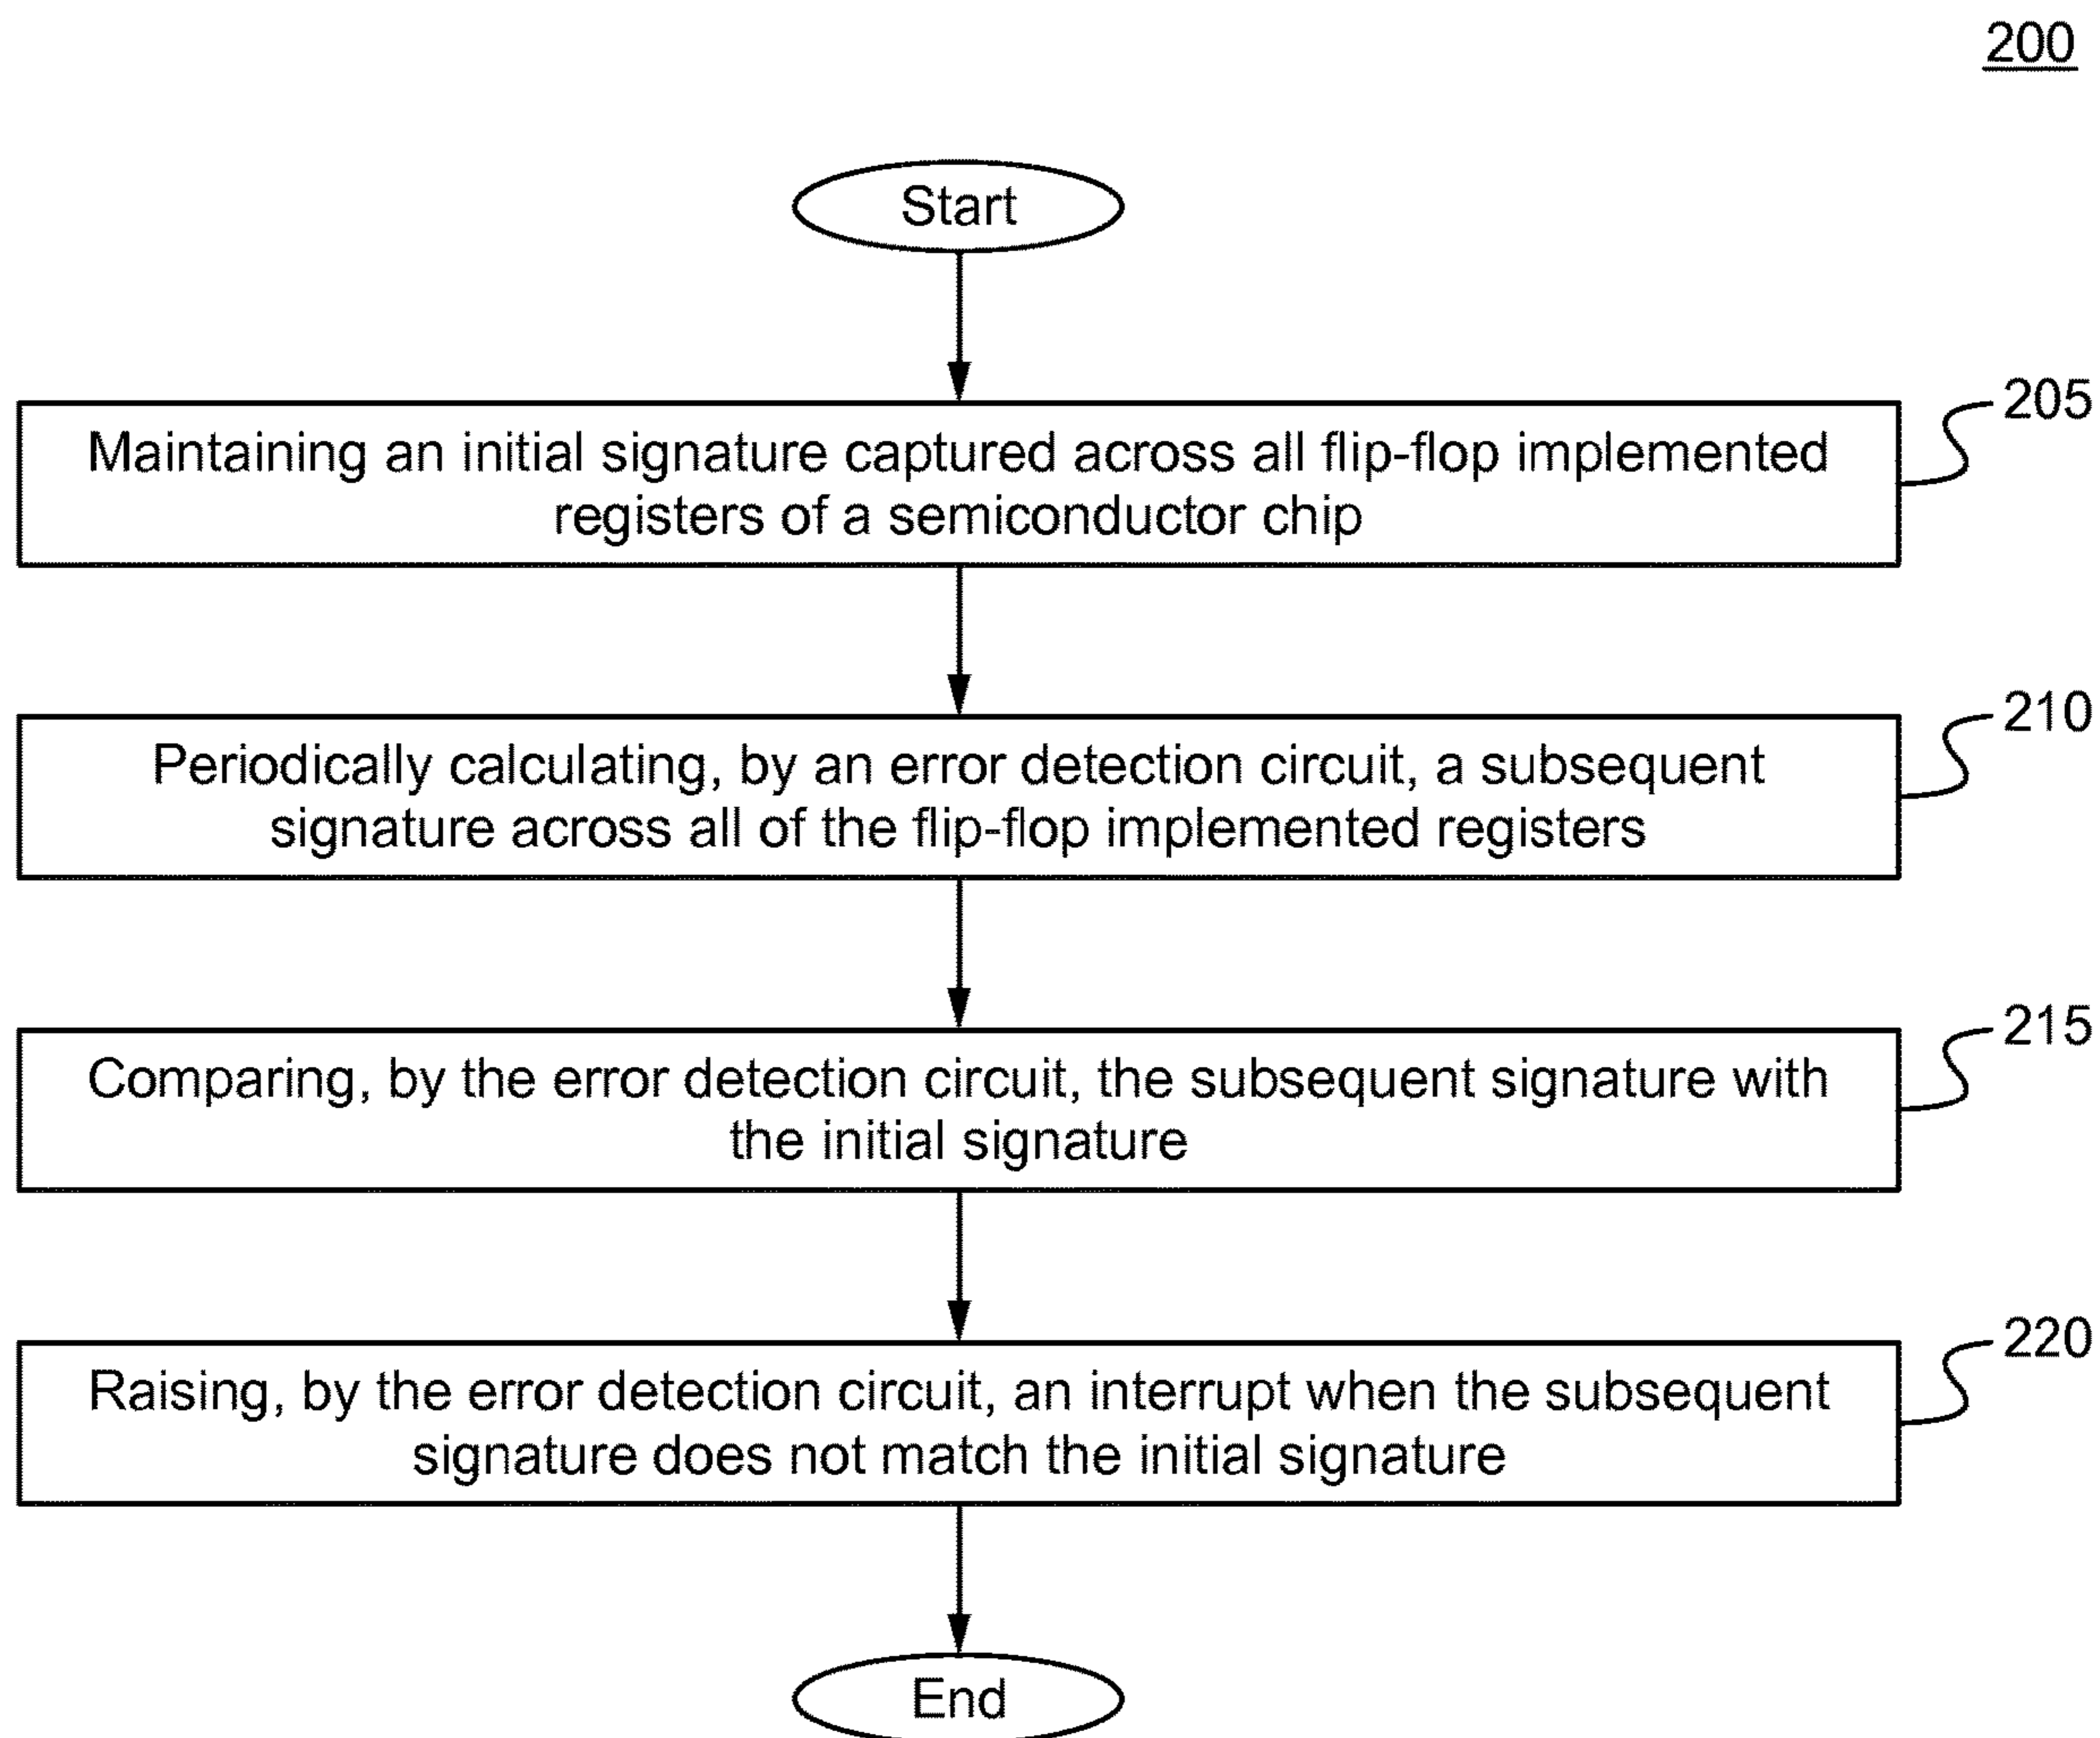 200
Start
205
Maintaining an initial signature captured across all flip-flop implemented
registers of a semiconductor chip
210
Periodically calculating, by an error detection circuit, a subsequent
signature across all of the flip-flop implemented registers
215
Comparing, by the error detection circuit, the subsequent signature with
the initial signature
220
Raising, by the error detection circuit, an interrupt when the subsequent
signature does not match the initial signature
End